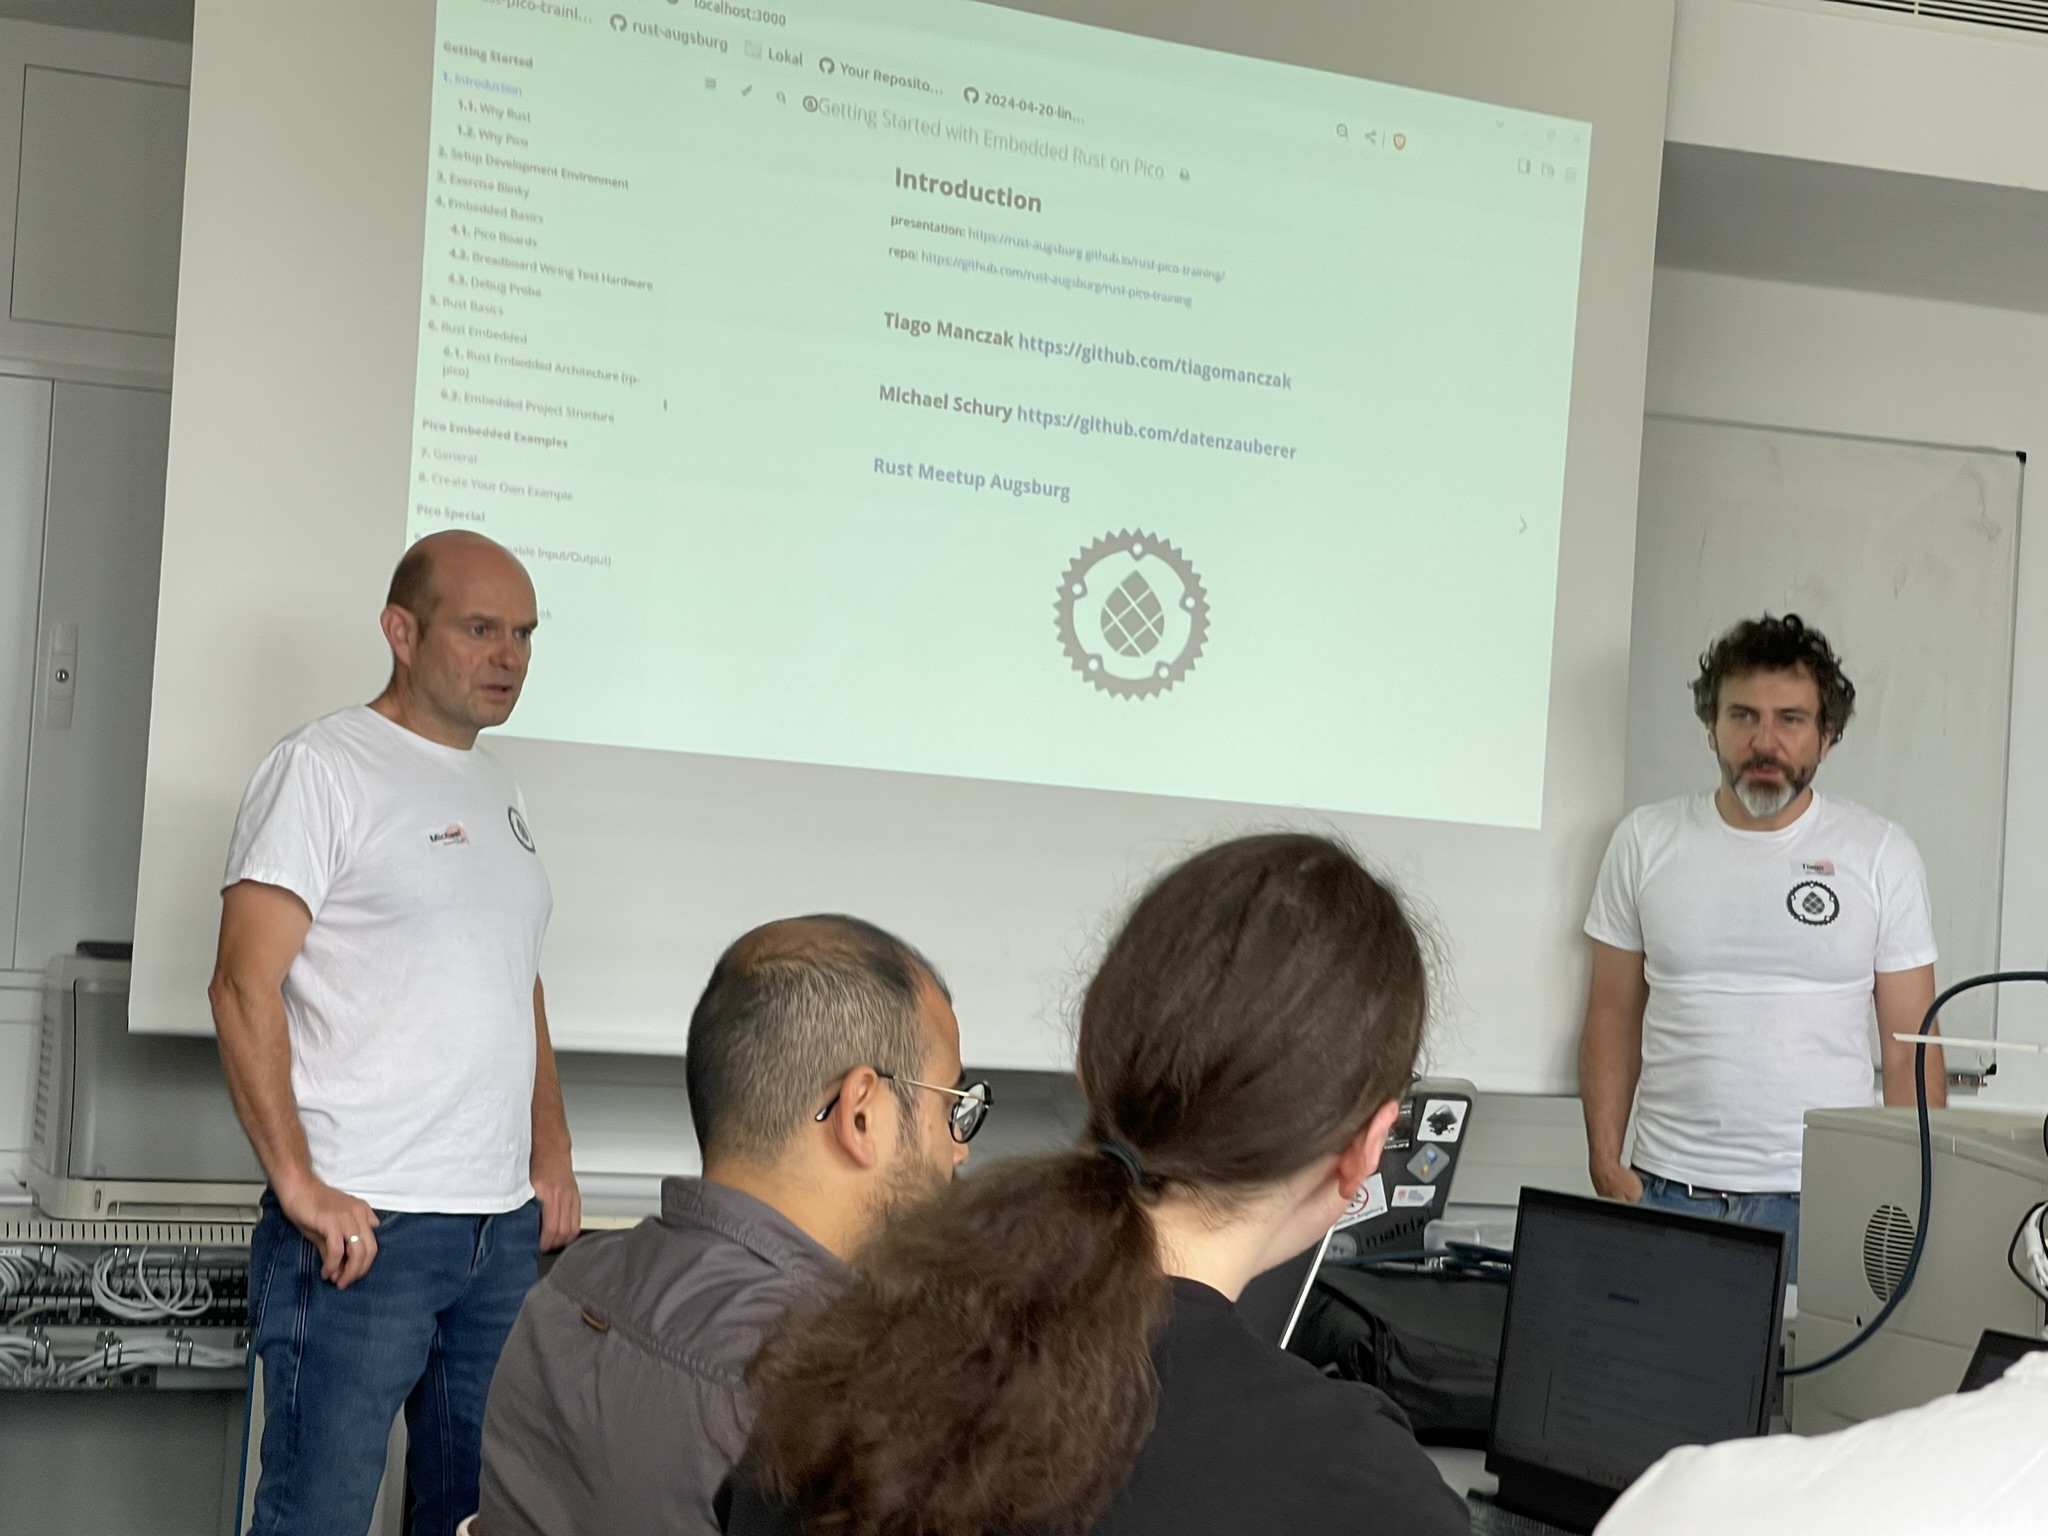 localhost:3000
rust-augsburg
Lokal
Your Reposito...
2024-04-20-lin...
Getting Started
1. Introduction
1.1. Why Rust
1.2. Why Pico
2. Setup Development Environment
3. Exercise Blinky
4. Embedded Basics
4.1. Pico Boards
4.2. Breadboard Wiring Test Hardware
4.3. Debug Probe
5. Rust Basics
6. Rust Embedded
6.1. Rust Embedded Architecture (rp-
pico)
6.2. Embedded Project Structure
Pico Embedded Examples
7. General
8. Create Your Own Example
Pico Special
Input/Output)
Getting Started with Embedded Rust on Pico
Introduction
presentation: https://rust-augsburg.github.io/rust-pico-training/
repo: https://github.com/rust-augsburg/rust-pico-training
Tiago Manczak https://github.com/tiagomanczak
Michael Schury https://github.com/datenzauberer
Rust Meetup Augsburg
Michael
Tiago
matrix